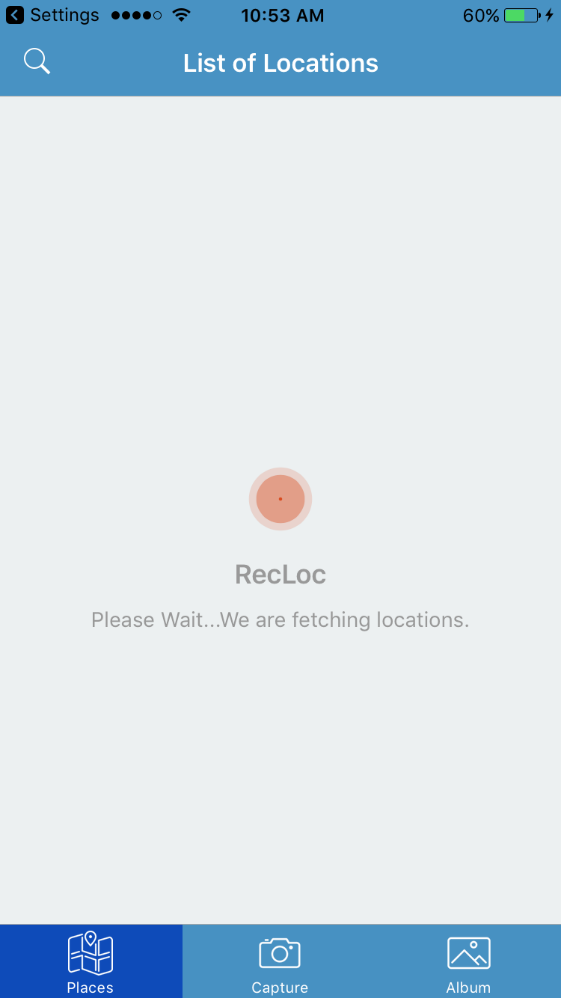 Settings 10:53 AM 60%
List of Locations
RecLoc
Please Wait...We are fetching locations.
Places Capture Album